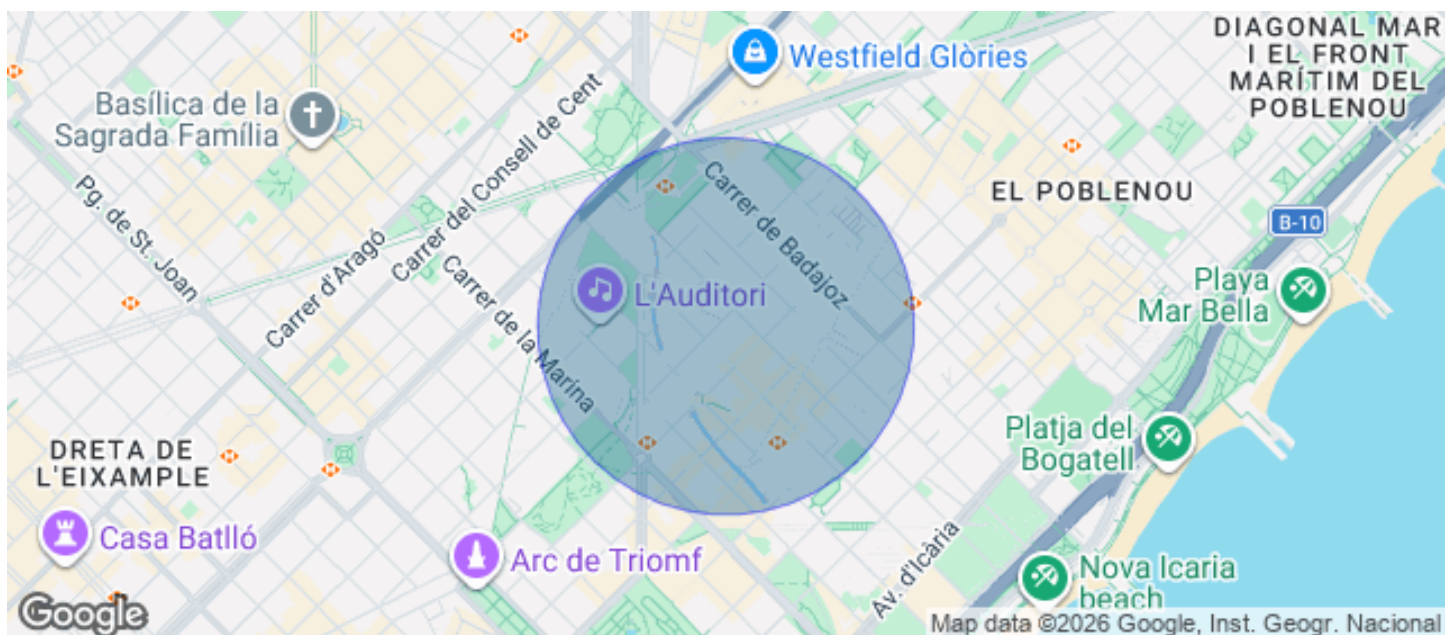 DIAGONAL MAR
I EL FRONT
MARÍTIM DEL
POBLENOU
Westfield Glòries
Basílica de la
Sagrada Família
Carrer del Consell de Cent
Pg. de St. Joan
Carrer d'Aragó
Carrer de Badajoz
EL POBLENOU
B-10
Carrer de la Marina
L'Auditori
Playa
Mar Bella
DRETA DE
L'EIXAMPLE
Platja del
Bogatell
Casa Batlló
Arc de Triomf
Av. d'Icària
Nova Icaria
beach
Google
Map data ©2026 Google, Inst. Geogr. Nacional